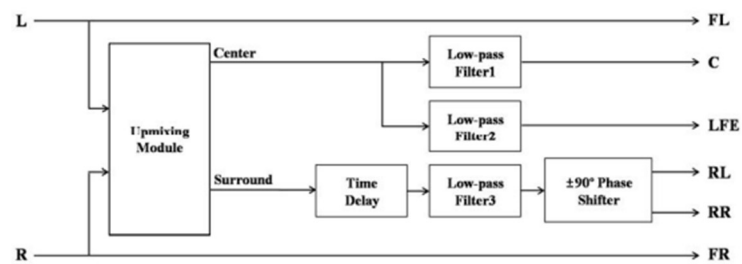 L
FL
Center
Low-pass
Filter1
C
Upmixing
Module
Low-pass
Filter2
LFE
Surround
Time
Delay
Low-pass
Filter3
±90° Phase
Shifter
RL
RR
R
FR